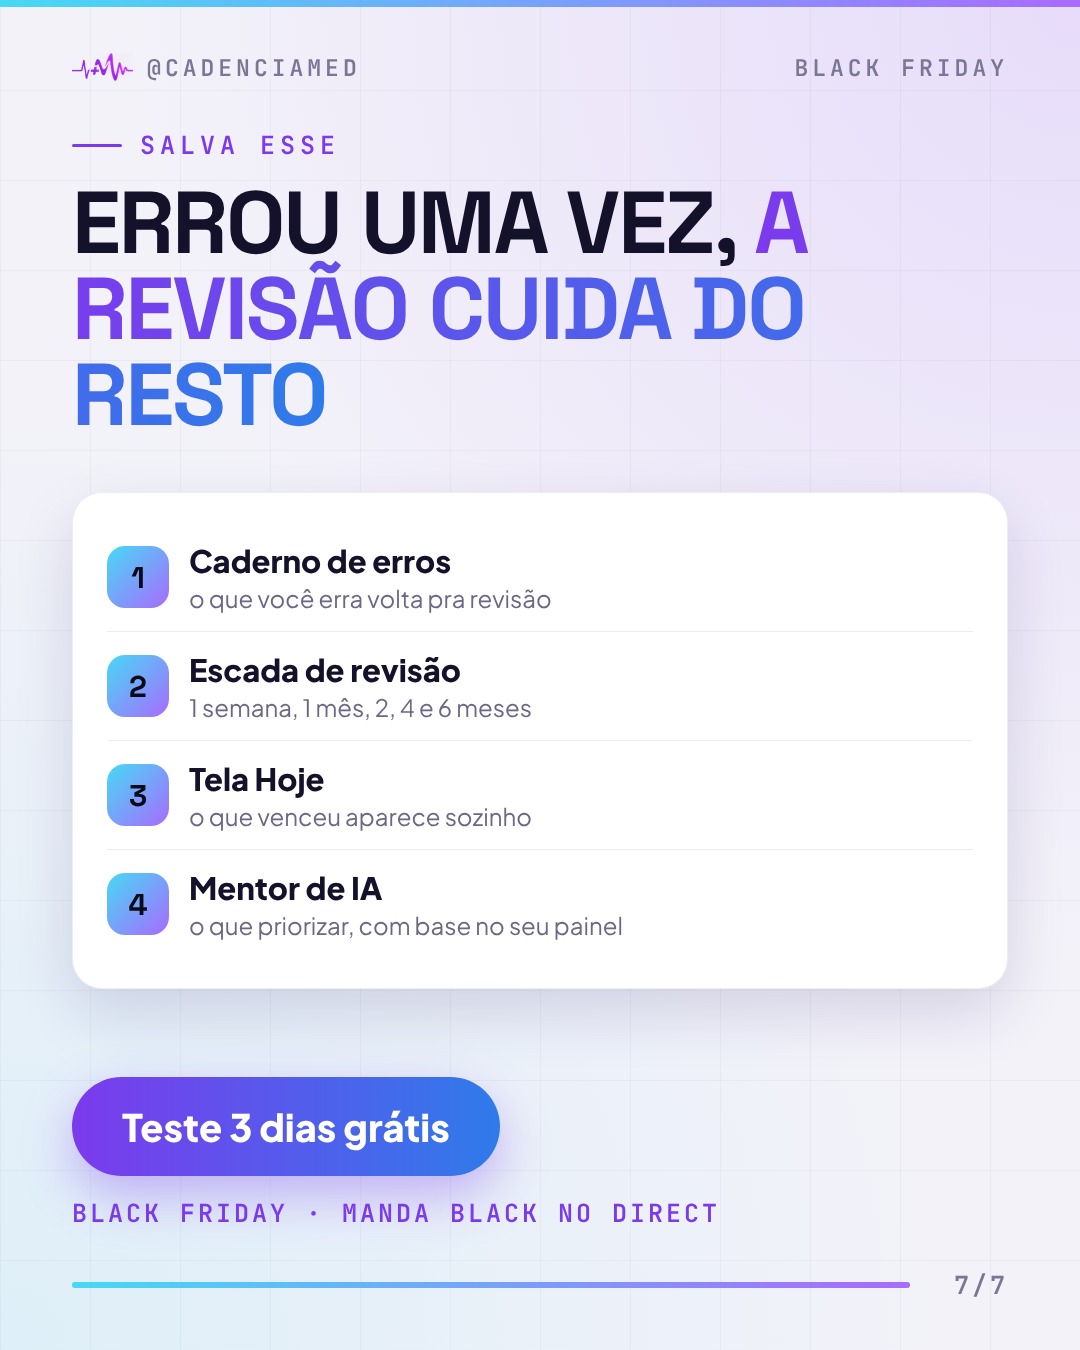 @CADENCIAMED
BLACK FRIDAY
SALVA ESSE
ERROU UMA VEZ, A
REVISÃO CUIDA DO
RESTO
1
Caderno de erros
o que você erra volta pra revisão
2
Escada de revisão
1 semana, 1 mês, 2, 4 e 6 meses
3
Tela Hoje
o que venceu aparece sozinho
4
Mentor de IA
o que priorizar, com base no seu painel
Teste 3 dias grátis
BLACK FRIDAY · MANDA BLACK NO DIRECT
7/7